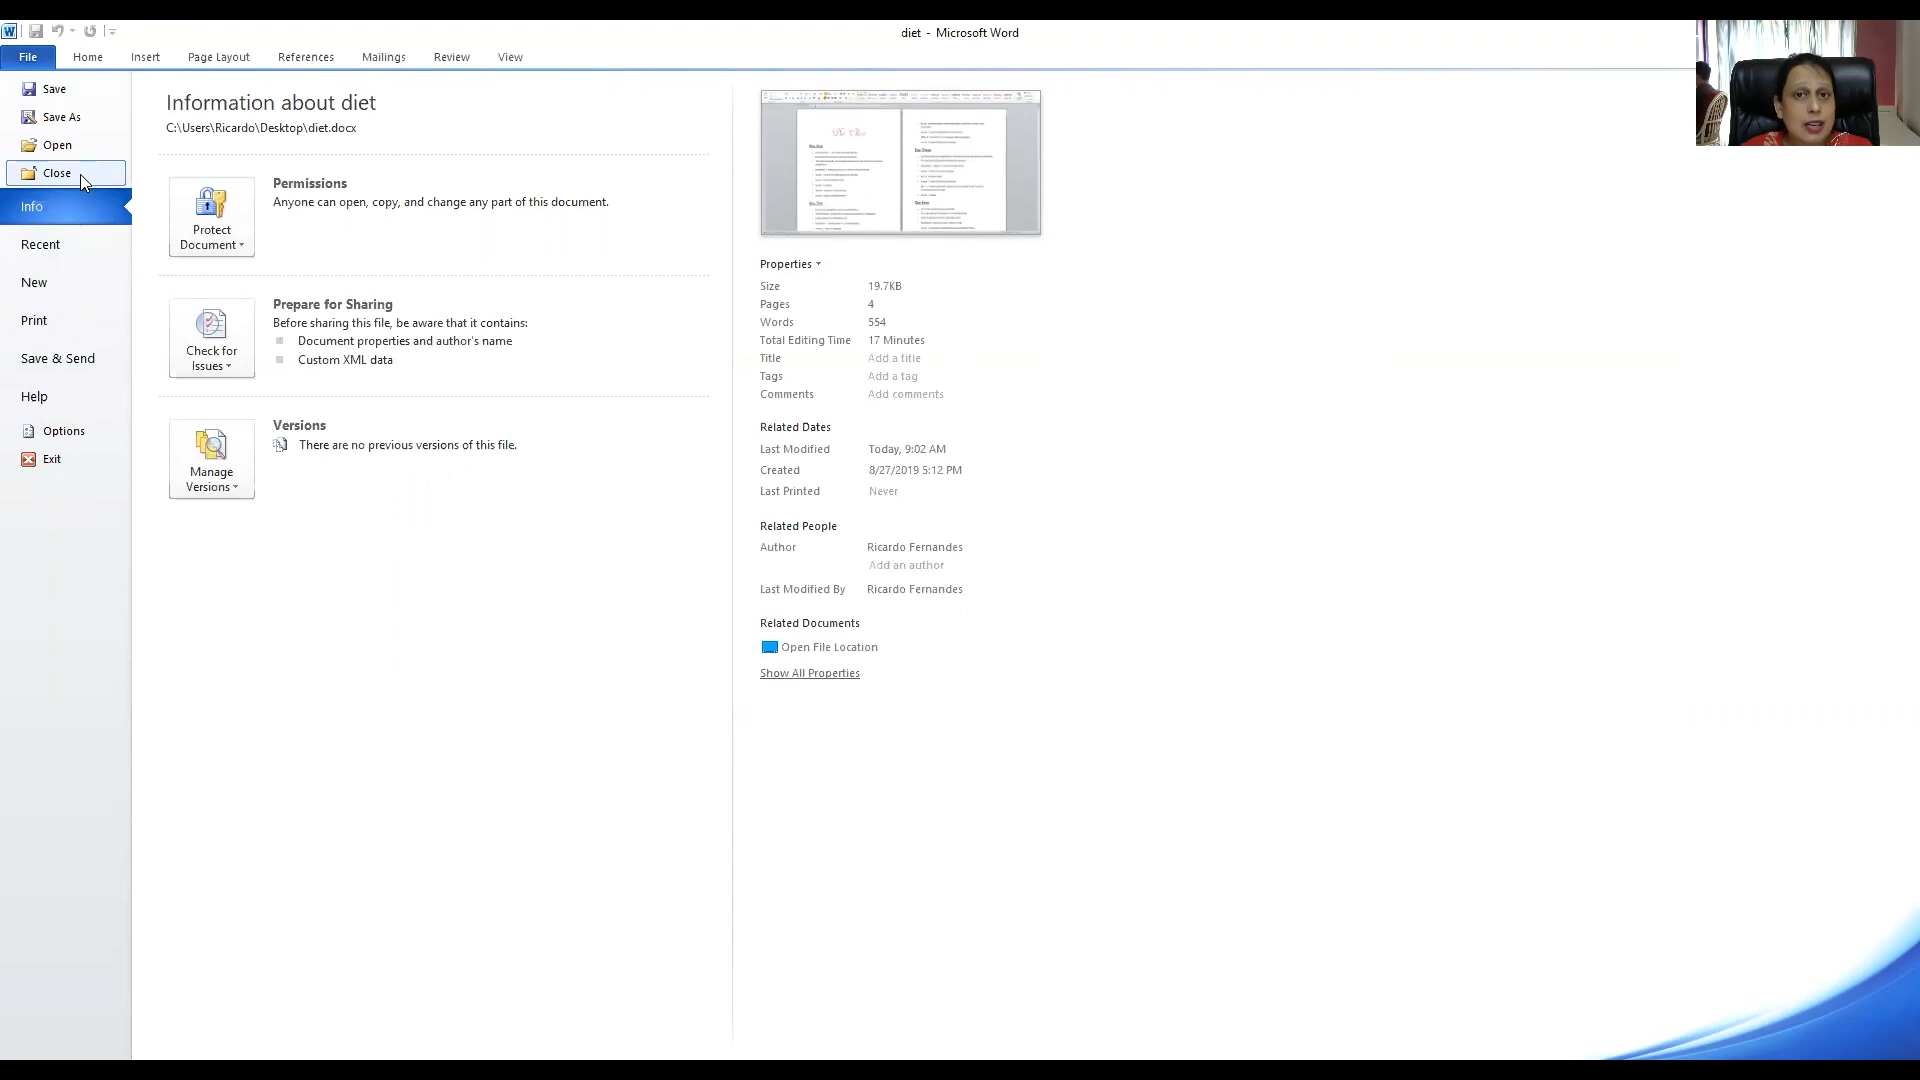 diet - Microsoft Word
File Home Insert Page Layout References Mailings Review View
Save
Save As
Open
Close
Info
Recent
New
Print
Save & Send
Help
Options
Exit
Information about diet
C:\Users\Ricardo\Desktop\diet.docx
Protect
Document
Permissions
Anyone can open, copy, and change any part of this document.
Check for
Issues
Prepare for Sharing
Before sharing this file, be aware that it contains:
Document properties and author's name
Custom XML data
Manage
Versions
Versions
There are no previous versions of this file.
Properties
Size 19.7KB
Pages 4
Words 554
Total Editing Time 17 Minutes
Title Add a title
Tags Add a tag
Comments Add comments
Related Dates
Last Modified Today, 9:02 AM
Created 8/27/2019 5:12 PM
Last Printed Never
Related People
Author Ricardo Fernandes
Add an author
Last Modified By Ricardo Fernandes
Related Documents
Open File Location
Show All Properties